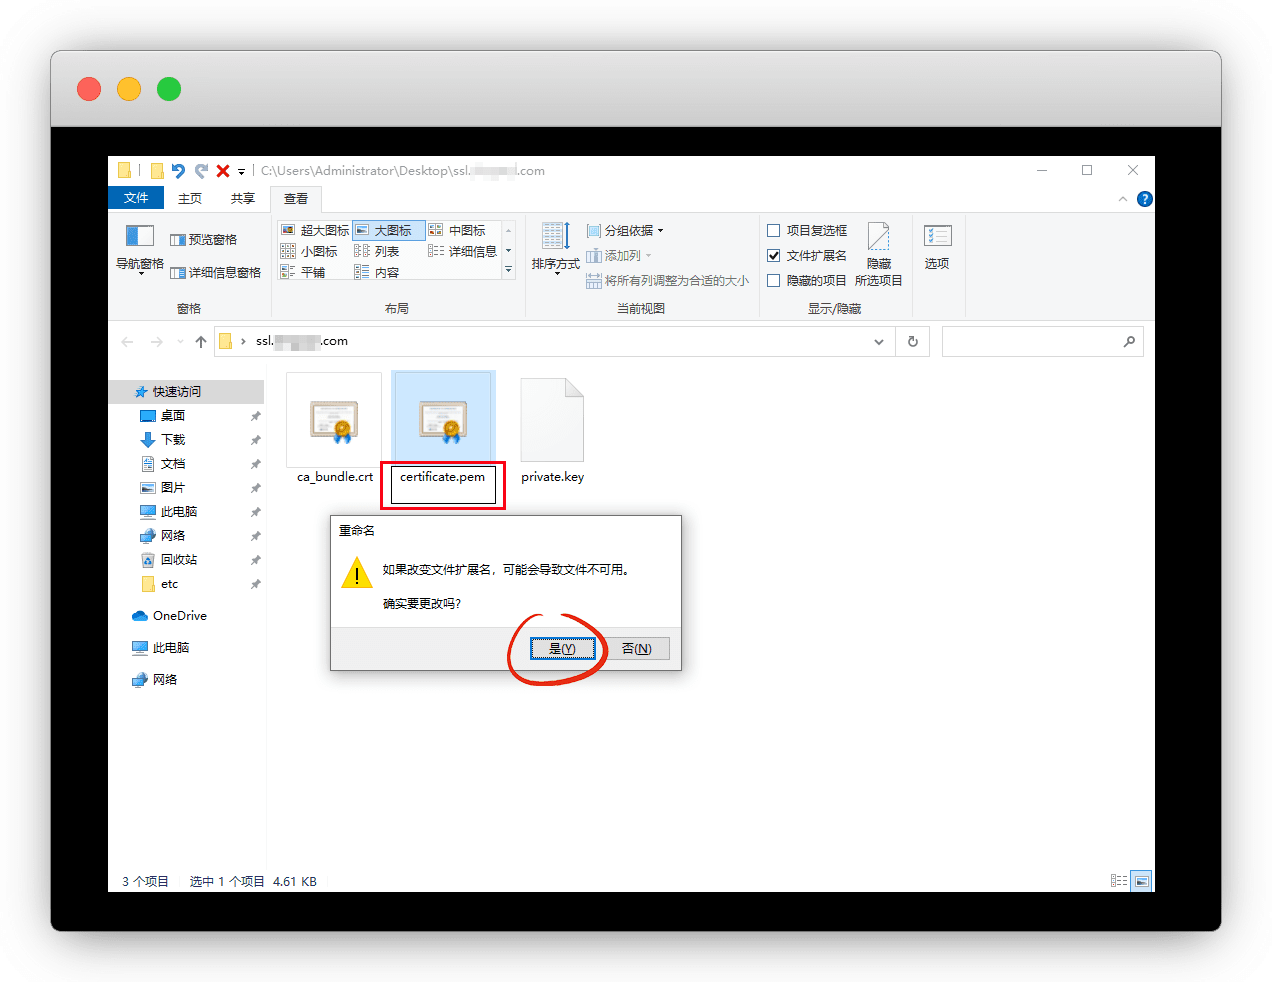 C:\Users\Administrator\Desktop\ssl. .com
文件 主页 共享 查看
导航窗格
预览窗格
详细信息窗格
窗格
超大图标 大图标 中图标
小图标 列表 详细信息
平铺 内容
布局
排序方式
分组依据
添加列
将所有列调整为合适的大小
当前视图
项目复选框
文件扩展名
隐藏的项目
隐藏
所选项目
显示/隐藏
选项
ssl. .com
快速访问
桌面
下载
文档
图片
此电脑
网络
回收站
etc
OneDrive
此电脑
网络
ca_bundle.crt certificate.pem private.key
重命名
如果改变文件扩展名，可能会导致文件不可用。
确实要更改吗?
是(Y) 否(N)
3 个项目 选中 1 个项目 4.61 KB